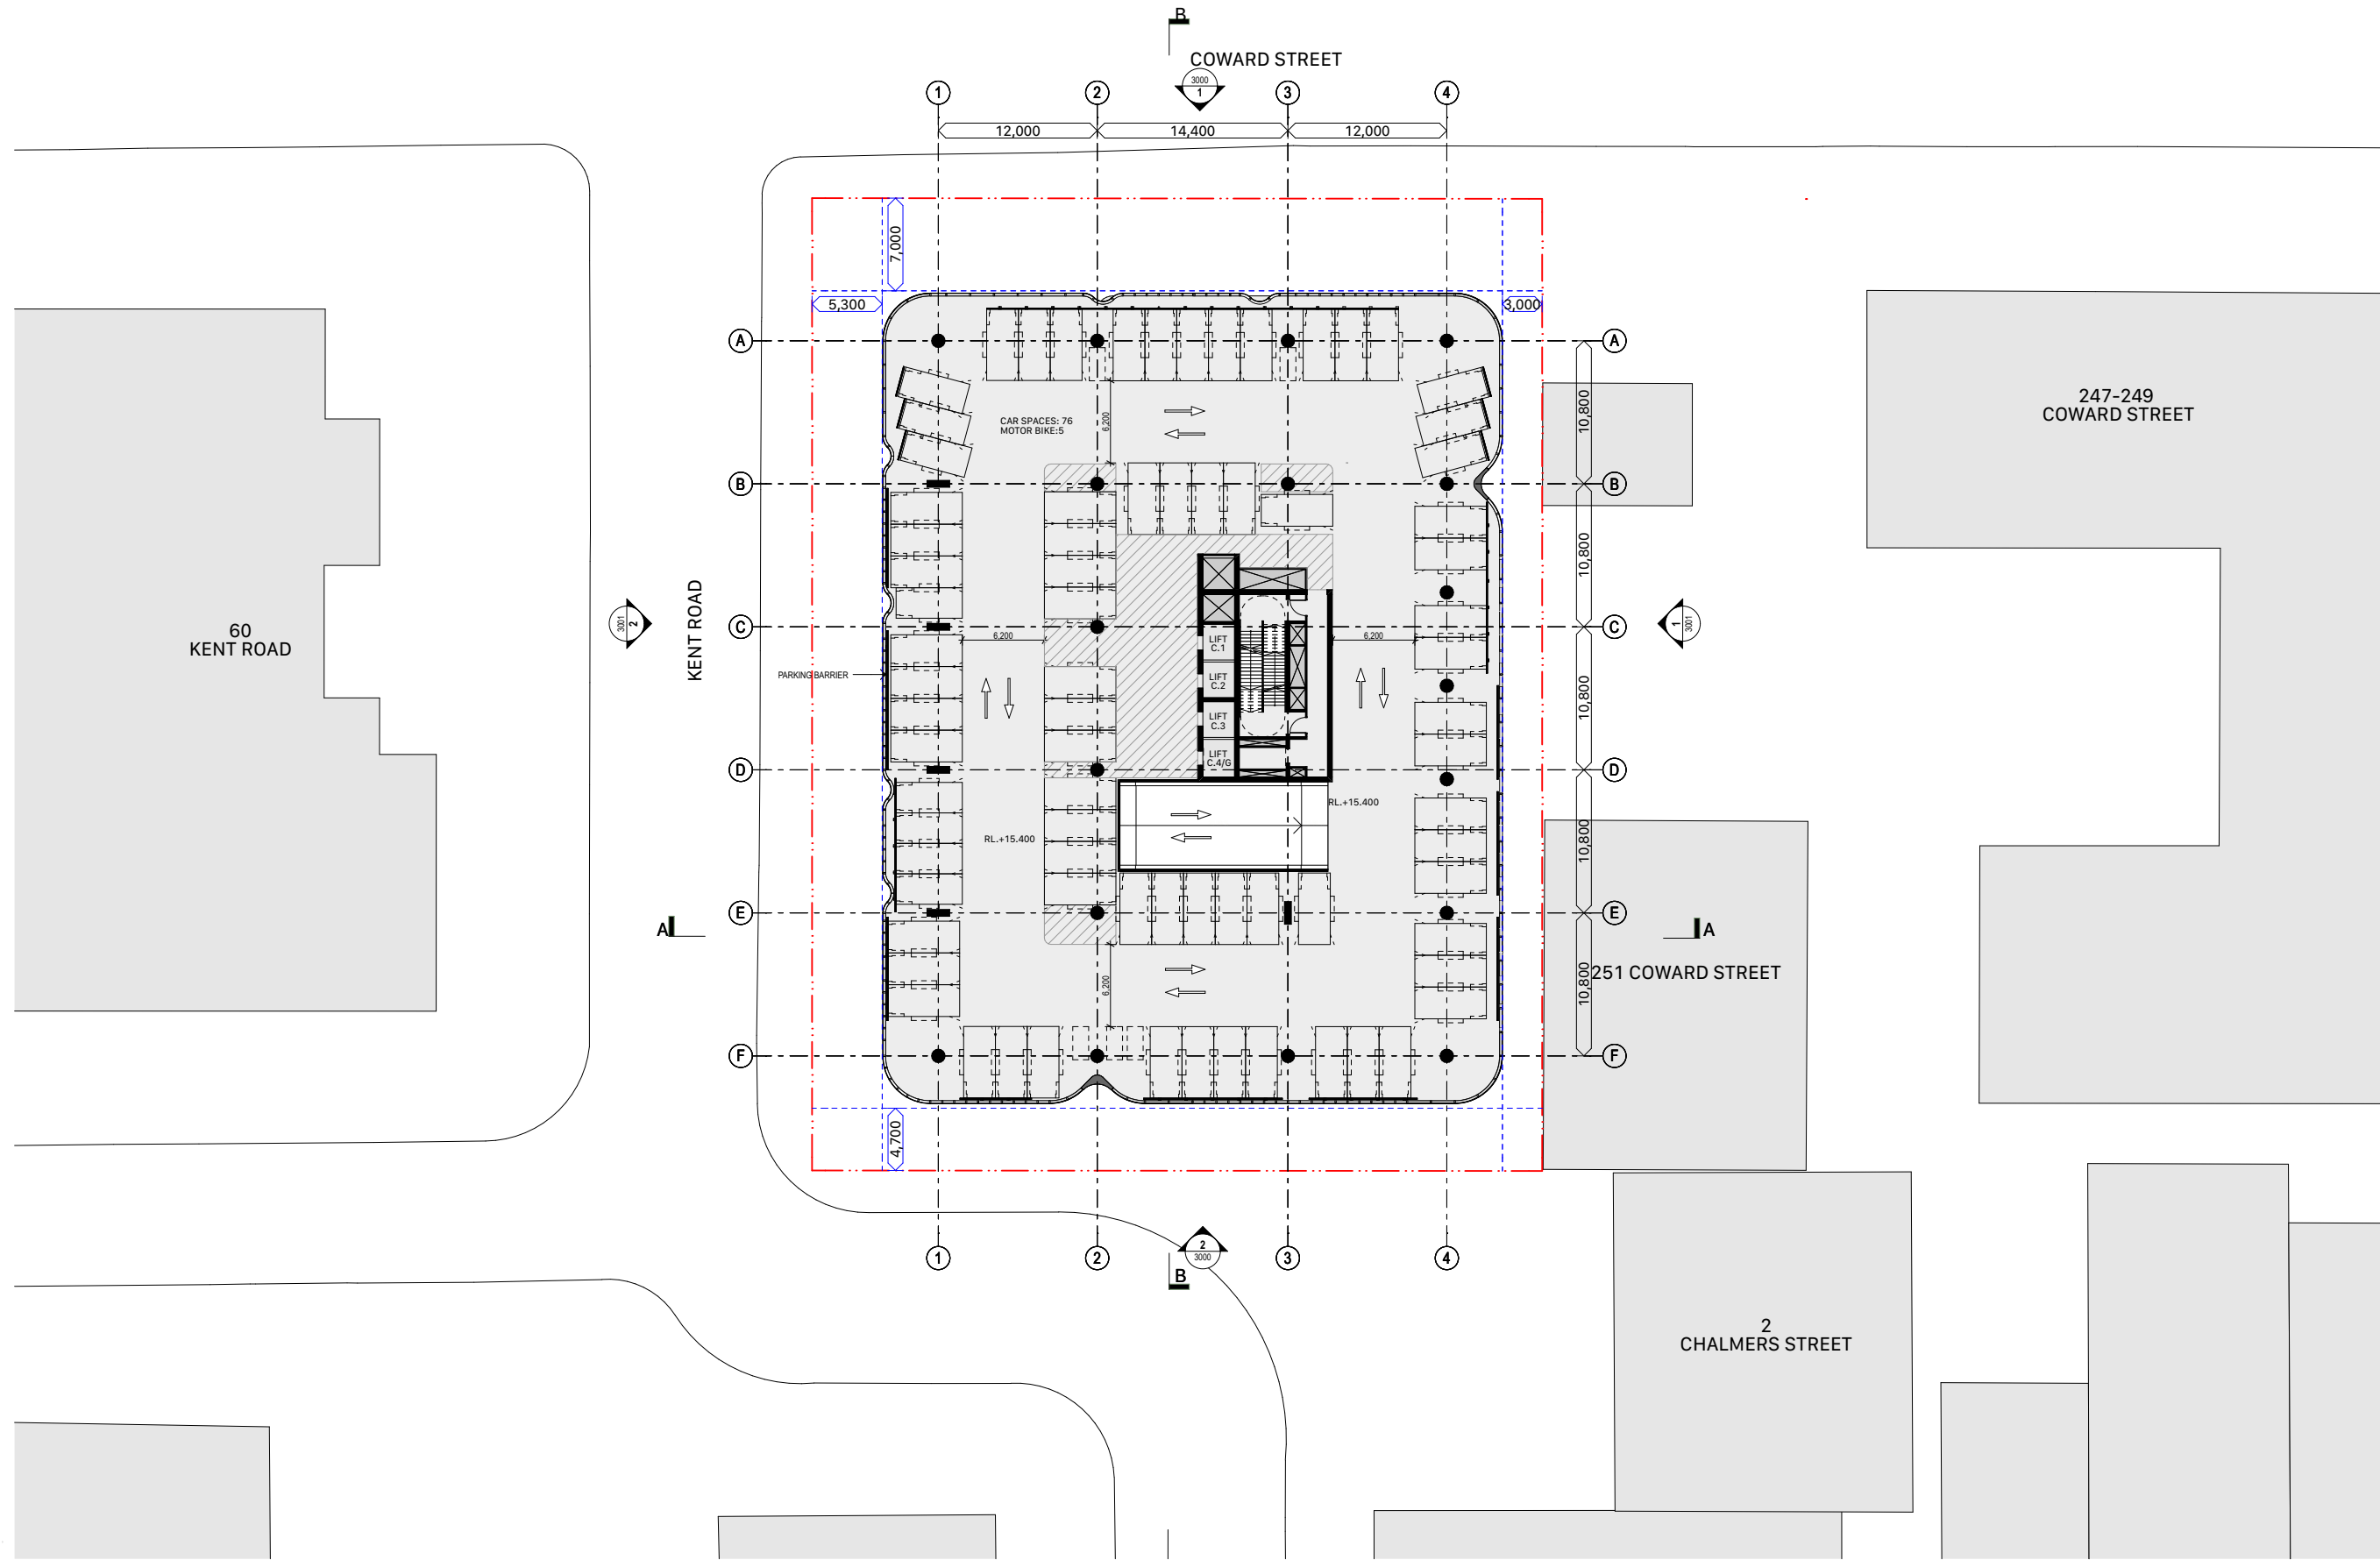 B
COWARD STREET
3000
1
1
2
3
4
12,000
14,400
12,000
7,000
5,300
3,000
A
A
10,800
247-249
COWARD STREET
CAR SPACES: 76
MOTOR BIKE:5
6,200
B
B
10,800
3001
2
KENT ROAD
60
KENT ROAD
C
C
6,200
6,200
LIFT
C.1
1
3001
PARKING BARRIER
LIFT
C.2
10,800
LIFT
C.3
LIFT
C.4/G
D
D
RL.+15.400
RL.+15.400
10,800
E
E
A
A
251 COWARD STREET
6,200
10,800
F
F
4,700
1
2
3
4
2
3000
B
2
CHALMERS STREET